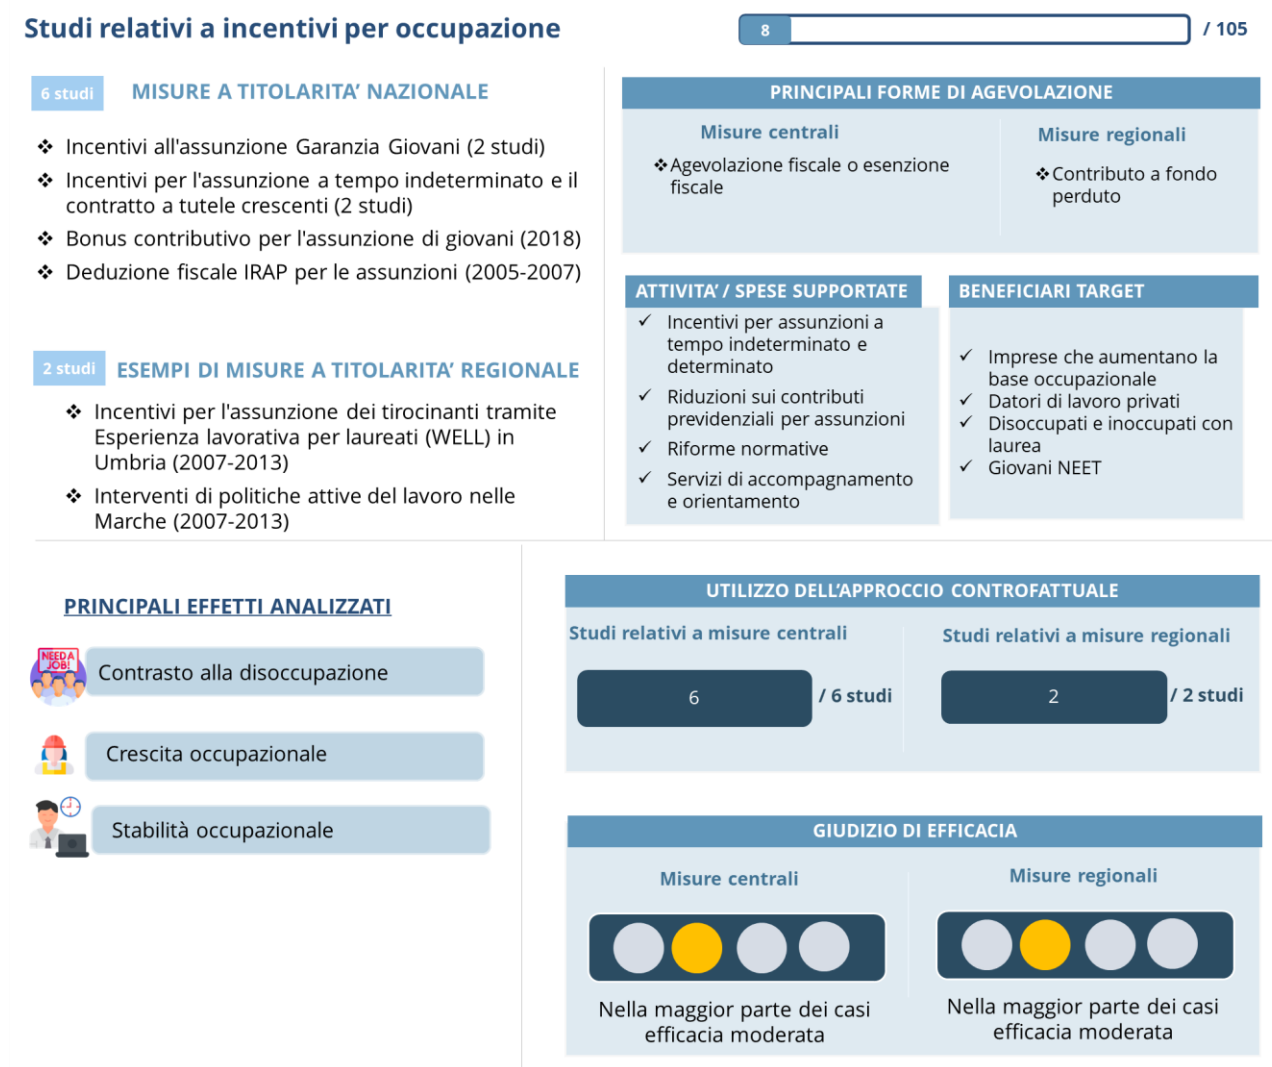 Studi relativi a incentivi per occupazione
8
/ 105
6 studi
MISURE A TITOLARITA’ NAZIONALE
❖ Incentivi all'assunzione Garanzia Giovani (2 studi)
❖ Incentivi per l'assunzione a tempo indeterminato e il
contratto a tutele crescenti (2 studi)
❖ Bonus contributivo per l'assunzione di giovani (2018)
❖ Deduzione fiscale IRAP per le assunzioni (2005-2007)
2 studi
ESEMPI DI MISURE A TITOLARITA’ REGIONALE
❖ Incentivi per l'assunzione dei tirocinanti tramite
Esperienza lavorativa per laureati (WELL) in
Umbria (2007-2013)
❖ Interventi di politiche attive del lavoro nelle
Marche (2007-2013)
PRINCIPALI FORME DI AGEVOLAZIONE
Misure centrali
❖Agevolazione fiscale o esenzione
fiscale
Misure regionali
❖Contributo a fondo
perduto
ATTIVITA’ / SPESE SUPPORTATE
✓ Incentivi per assunzioni a
tempo indeterminato e
determinato
✓ Riduzioni sui contributi
previdenziali per assunzioni
✓ Riforme normative
✓ Servizi di accompagnamento
e orientamento
BENEFICIARI TARGET
✓ Imprese che aumentano la
base occupazionale
✓ Datori di lavoro privati
✓ Disoccupati e inoccupati con
laurea
✓ Giovani NEET
PRINCIPALI EFFETTI ANALIZZATI
NEED A
JOB!
Contrasto alla disoccupazione
Crescita occupazionale
Stabilità occupazionale
UTILIZZO DELL’APPROCCIO CONTROFATTUALE
Studi relativi a misure centrali
6
/ 6 studi
Studi relativi a misure regionali
2
/ 2 studi
GIUDIZIO DI EFFICACIA
Misure centrali
Nella maggior parte dei casi
efficacia moderata
Misure regionali
Nella maggior parte dei casi
efficacia moderata